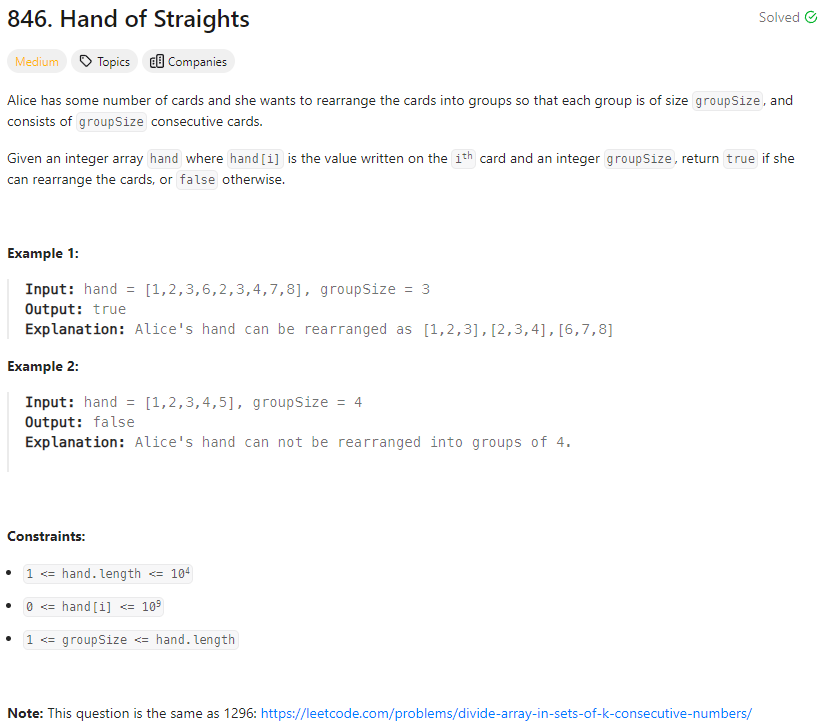 846. Hand of Straights
Solved
Medium Topics Companies
Alice has some number of cards and she wants to rearrange the cards into groups so that each group is of size groupSize, and
consists of groupSize consecutive cards.
Given an integer array hand where hand[i] is the value written on the iᵗʰ card and an integer groupSize, return true if she
can rearrange the cards, or false otherwise.
Example 1:
Input: hand = [1,2,3,6,2,3,4,7,8], groupSize = 3
Output: true
Explanation: Alice's hand can be rearranged as [1,2,3],[2,3,4],[6,7,8]
Example 2:
Input: hand = [1,2,3,4,5], groupSize = 4
Output: false
Explanation: Alice's hand can not be rearranged into groups of 4.
Constraints:
• 1 <= hand.length <= 10⁴
• 0 <= hand[i] <= 10⁹
• 1 <= groupSize <= hand.length
Note: This question is the same as 1296: https://leetcode.com/problems/divide-array-in-sets-of-k-consecutive-numbers/